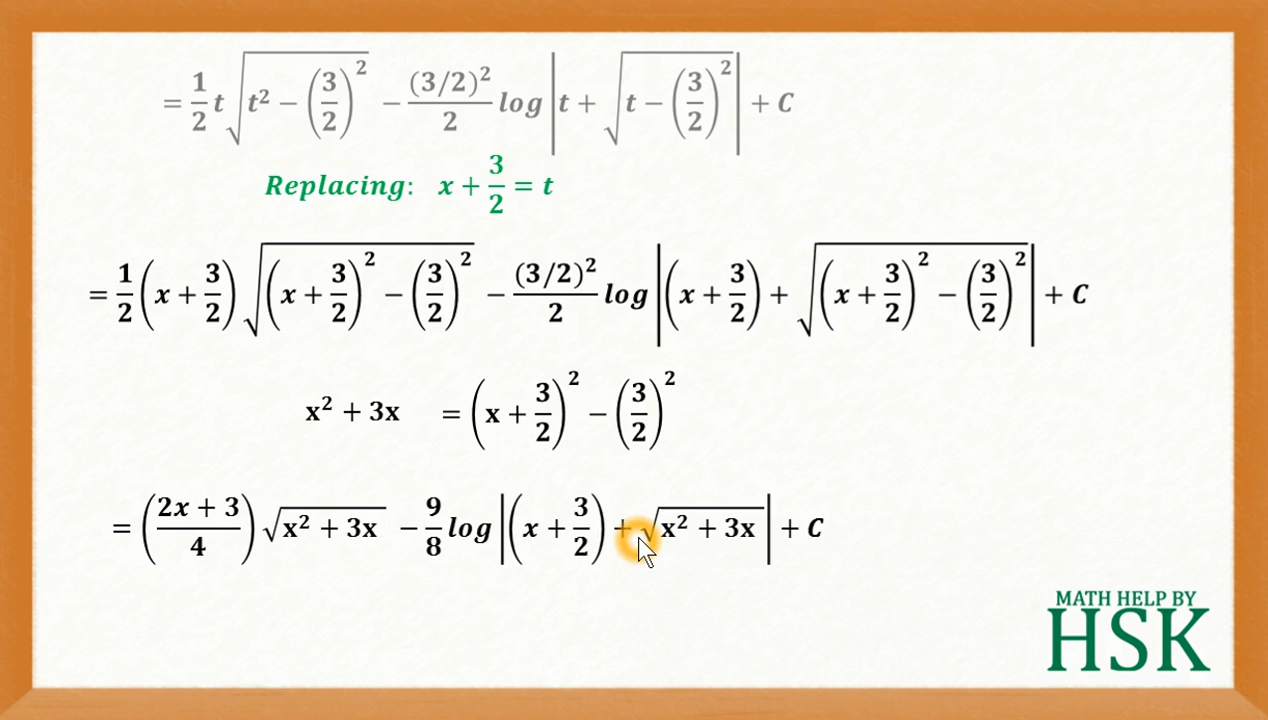 = 1/2 t √(t² − (3/2)²) − (3/2)²/2 log |t + √(t − (3/2)²)| + C
Replacing: x + 3/2 = t
= 1/2 (x + 3/2) √((x + 3/2)² − (3/2)²) − (3/2)²/2 log |(x + 3/2) + √((x + 3/2)² − (3/2)²)| + C
x² + 3x = (x + 3/2)² − (3/2)²
= ((2x + 3)/4) √(x² + 3x) − 9/8 log |(x + 3/2) + √(x² + 3x)| + C
MATH HELP BY
HSK